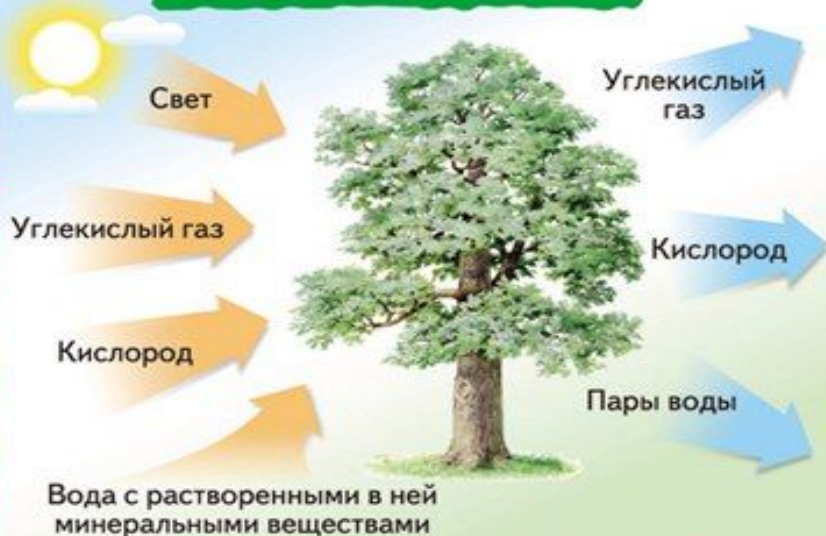 Свет
Углекислый газ
Кислород
Вода с растворенными в ней
минеральными веществами
Углекислый
газ
Кислород
Пары воды